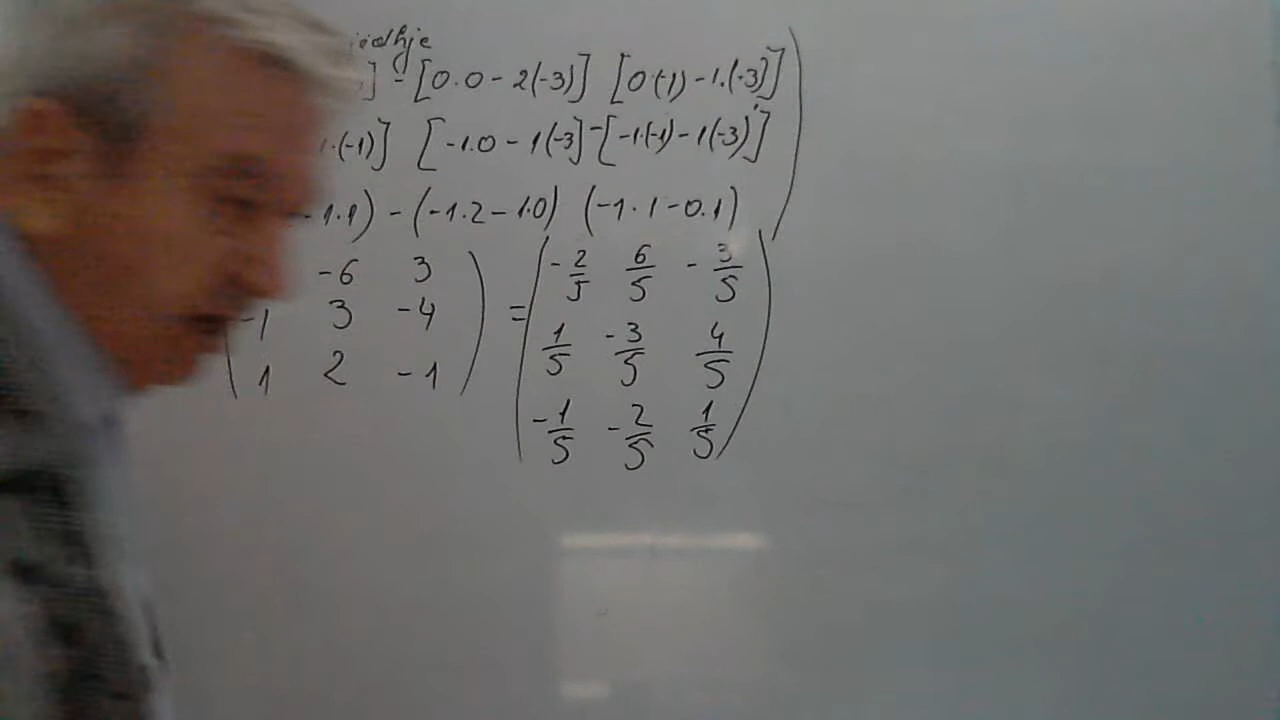 ] - [0.0 - 2(-3)] [0(-1) - 1.(-3)]
.(-1)] [-1.0 - 1(-3] - [-1.(-1) - 1(-3)]
-1.1) - (-1.2 - 1.0) (-1.1 - 0.1)
-6 3 - 2/5 6/5 - 3/5
-1 3 -4 = 1/5 -3/5 4/5
1 2 -1 - 1/5 - 2/5 1/5